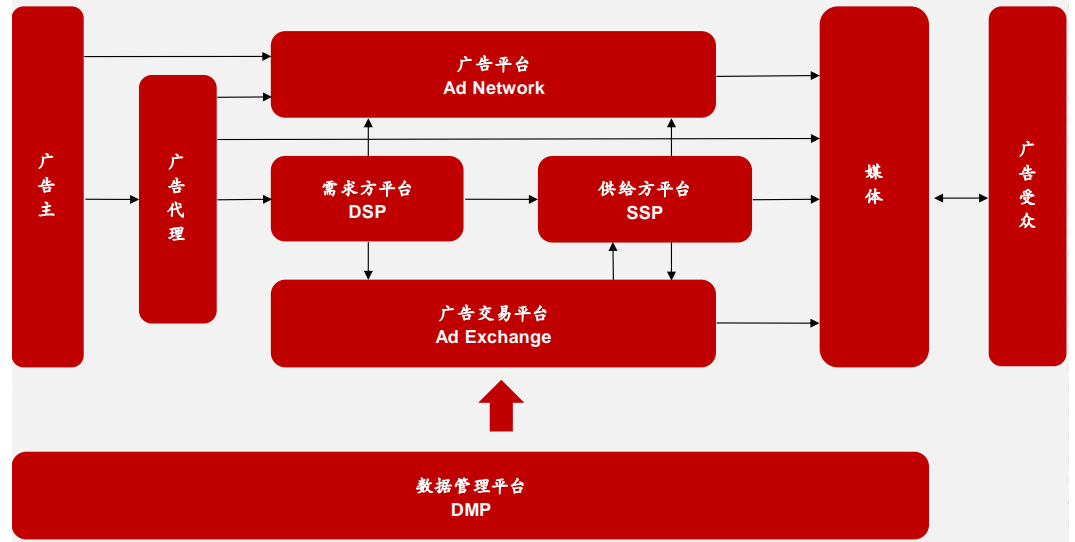 广告主
广告代理
广告平台
Ad Network
需求方平台
DSP
供给方平台
SSP
广告交易平台
Ad Exchange
媒体
广告受众
数据管理平台
DMP